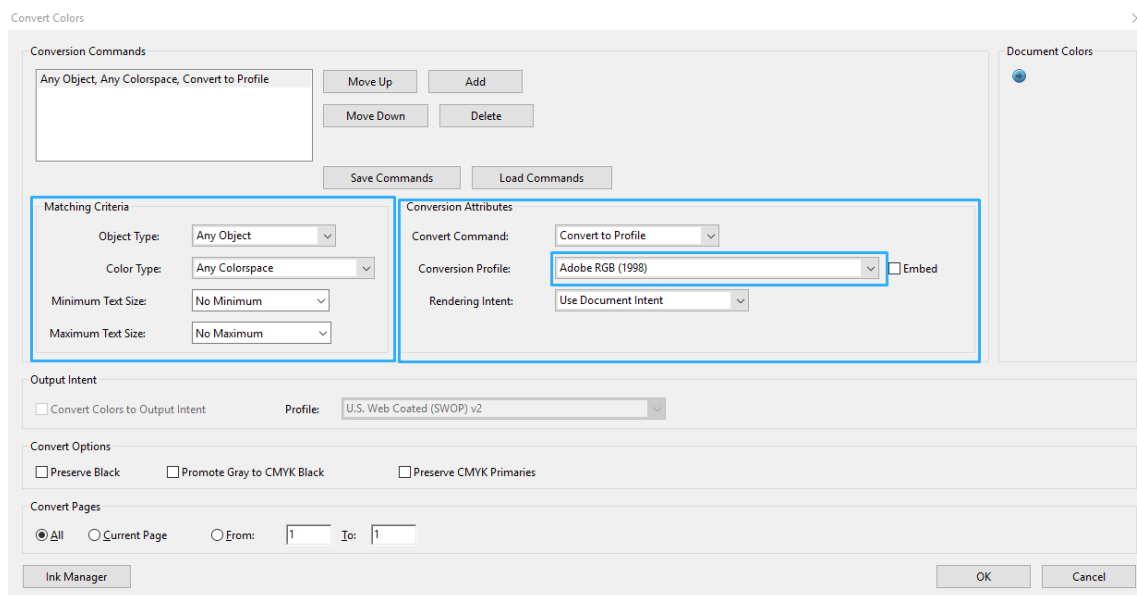 Convert Colors
Conversion Commands
Document Colors
Any Object, Any Colorspace, Convert to Profile
Move Up
Add
Move Down
Delete
Save Commands
Load Commands
Matching Criteria
Object Type: Any Object
Color Type: Any Colorspace
Minimum Text Size: No Minimum
Maximum Text Size: No Maximum
Conversion Attributes
Convert Command: Convert to Profile
Conversion Profile: Adobe RGB (1998) Embed
Rendering Intent: Use Document Intent
Output Intent
Convert Colors to Output Intent Profile: U.S. Web Coated (SWOP) v2
Convert Options
Preserve Black Promote Gray to CMYK Black Preserve CMYK Primaries
Convert Pages
All Current Page From: 1 To: 1
Ink Manager OK Cancel